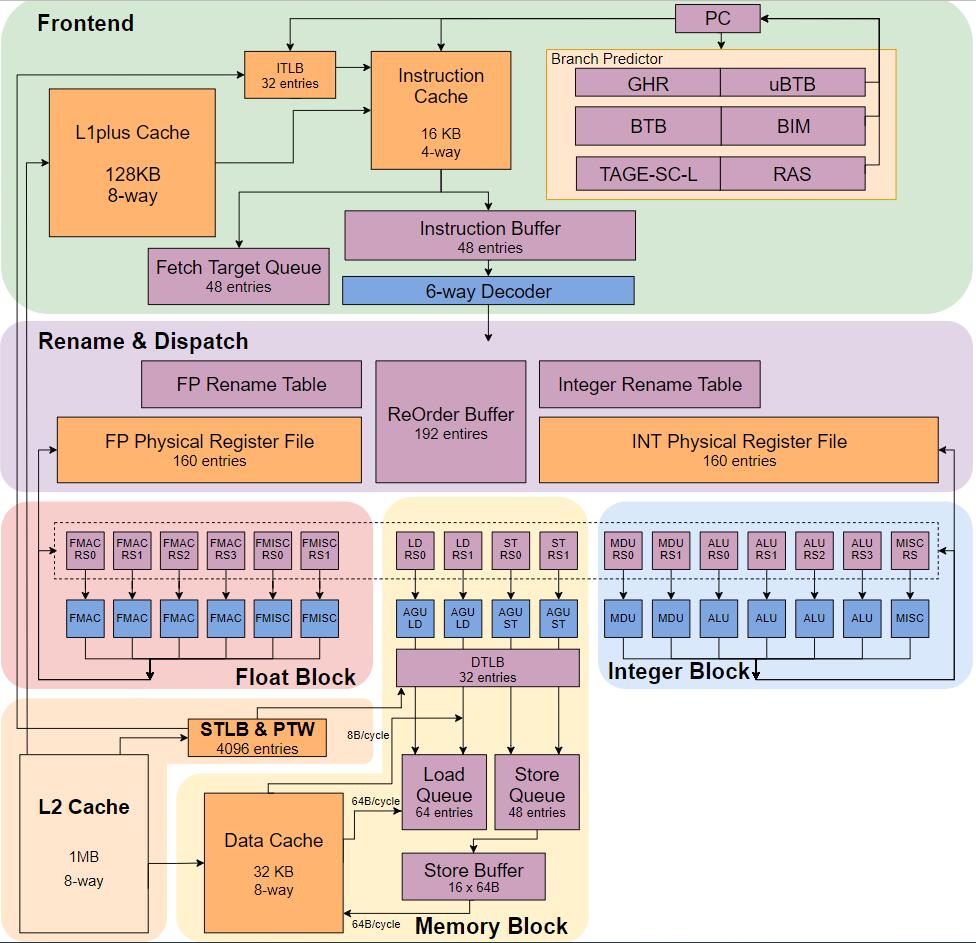 Frontend
PC
ITLB
32 entries
Instruction
Cache
16 KB
4-way
Branch Predictor
GHR
uBTB
BTB
BIM
TAGE-SC-L
RAS
L1plus Cache
128KB
8-way
Instruction Buffer
48 entries
Fetch Target Queue
48 entries
6-way Decoder
Rename & Dispatch
FP Rename Table
ReOrder Buffer
192 entires
Integer Rename Table
FP Physical Register File
160 entries
INT Physical Register File
160 entries
FMAC
RS0
FMAC
RS1
FMAC
RS2
FMAC
RS3
FMISC
RS0
FMISC
RS1
LD
RS0
LD
RS1
ST
RS0
ST
RS1
MDU
RS0
MDU
RS1
ALU
RS0
ALU
RS1
ALU
RS2
ALU
RS3
MISC
RS
FMAC
FMAC
FMAC
FMAC
FMISC
FMISC
AGU
LD
AGU
LD
AGU
ST
AGU
ST
MDU
MDU
ALU
ALU
ALU
ALU
MISC
Float Block
DTLB
32 entries
Integer Block
STLB & PTW
4096 entries
8B/cycle
L2 Cache
1MB
8-way
Data Cache
32 KB
8-way
64B/cycle
Load
Queue
64 entries
Store
Queue
48 entries
Store Buffer
16 x 64B
64B/cycle
Memory Block